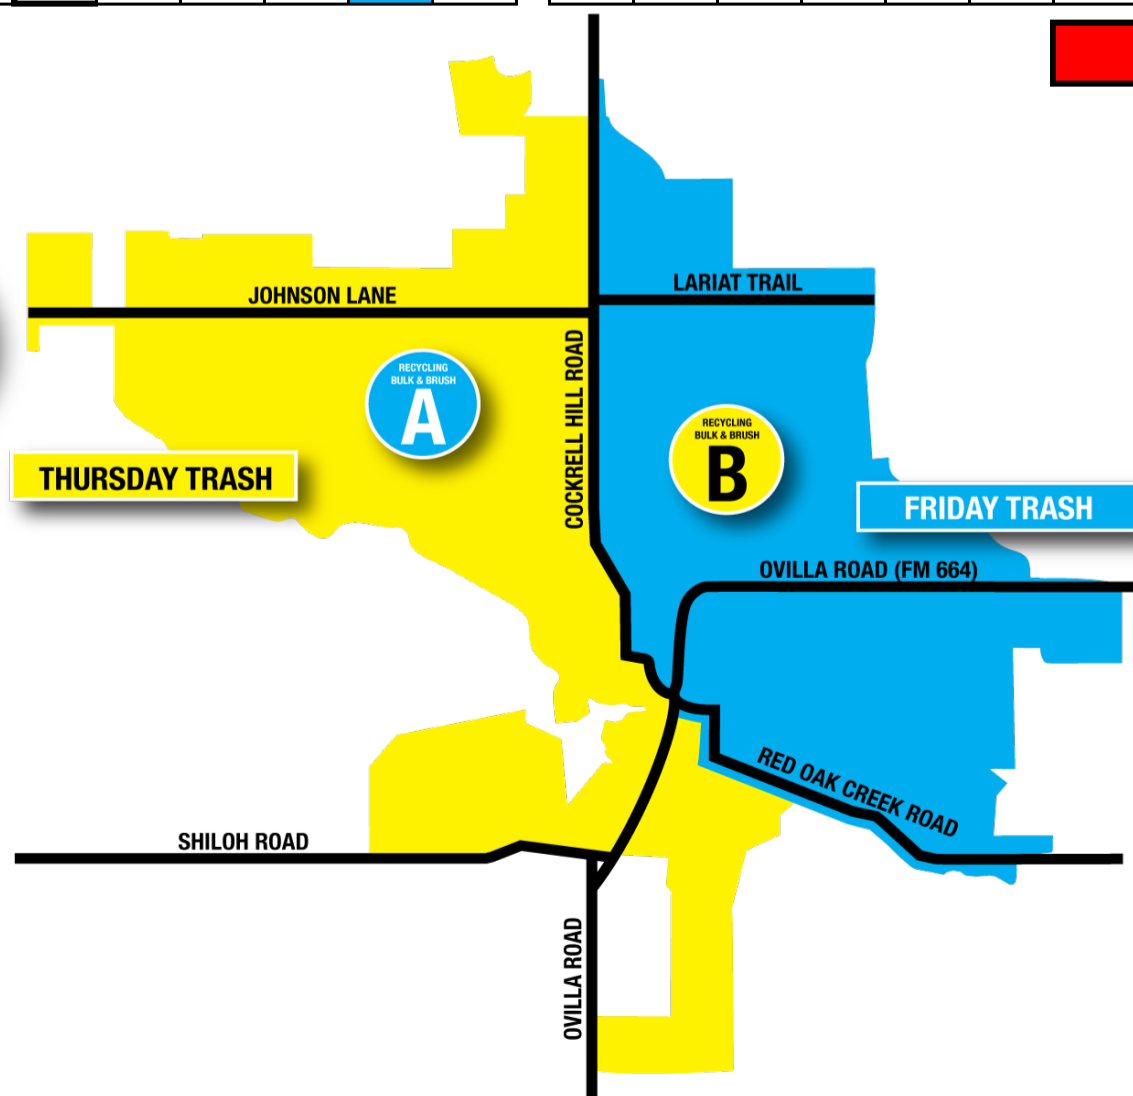 LARIAT TRAIL
JOHNSON LANE
COCKRELL HILL ROAD
RECYCLING
BULK & BRUSH
A
RECYCLING
BULK & BRUSH
B
THURSDAY TRASH
FRIDAY TRASH
OVILLA ROAD (FM 664)
RED OAK CREEK ROAD
SHILOH ROAD
OVILLA ROAD